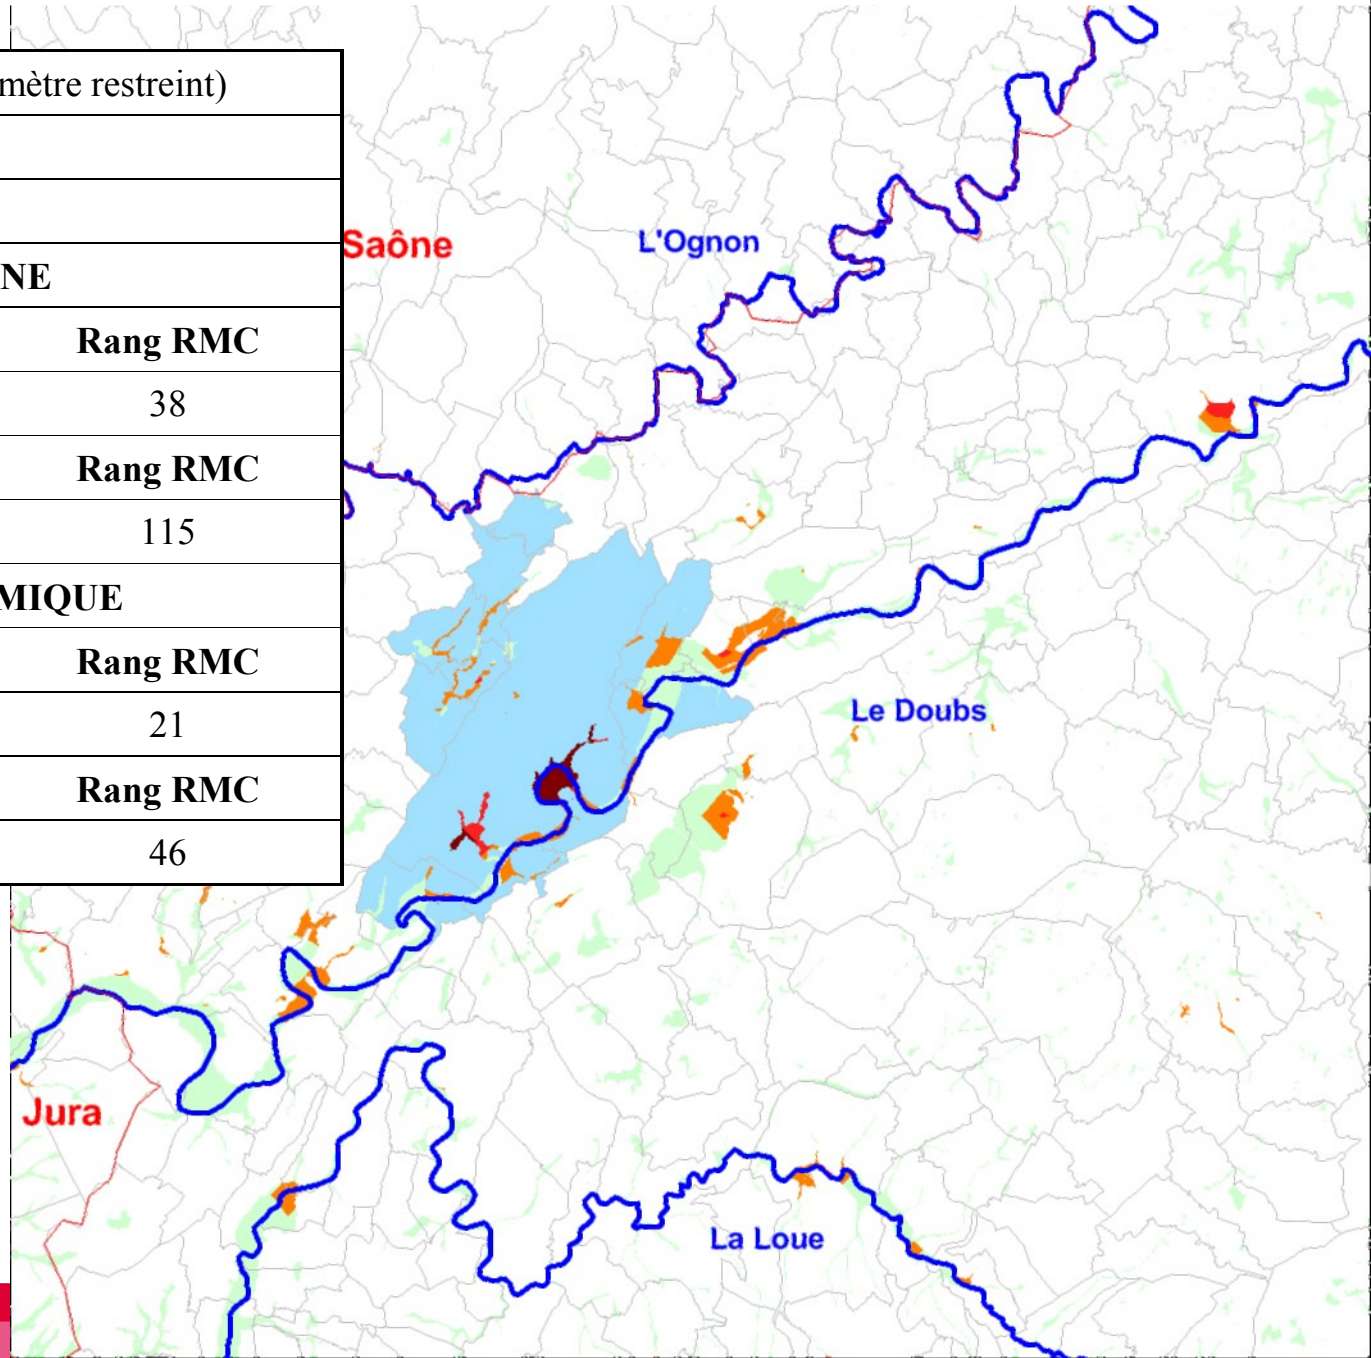 mètre restreint)
NE
Rang RMC
38
Rang RMC
115
MIQUE
Rang RMC
21
Rang RMC
46
Saône
L'Ognon
Le Doubs
Jura
La Loue